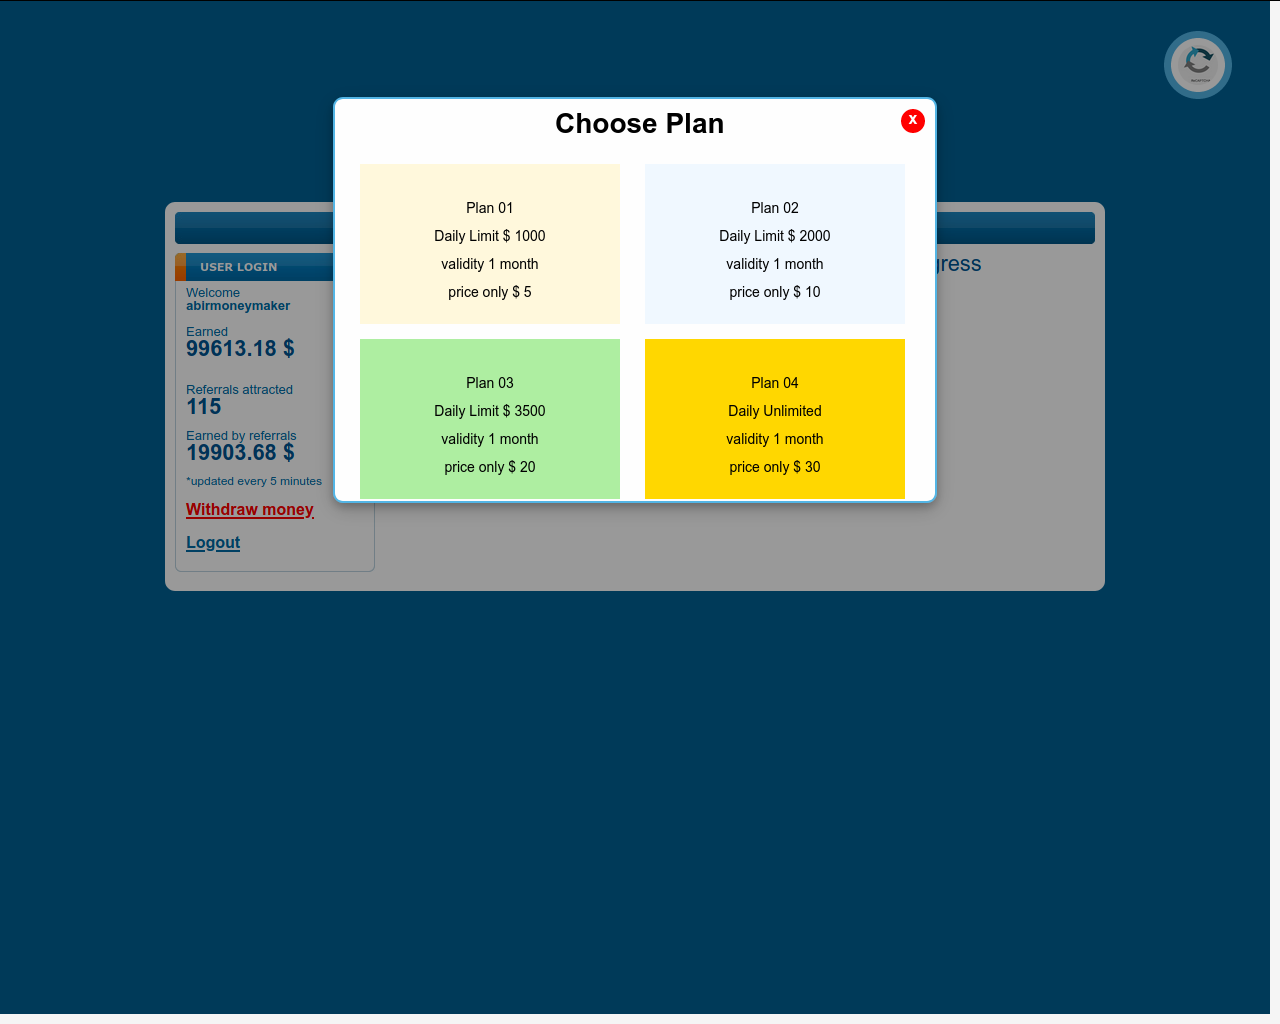 Choose Plan
x
Plan 01
Daily Limit $ 1000
validity 1 month
price only $ 5
Plan 02
Daily Limit $ 2000
validity 1 month
price only $ 10
Plan 03
Daily Limit $ 3500
validity 1 month
price only $ 20
Plan 04
Daily Unlimited
validity 1 month
price only $ 30
gress
USER LOGIN
Welcome
abirmoneymaker
Earned
99613.18 $
Referrals attracted
115
Earned by referrals
19903.68 $
*updated every 5 minutes
Withdraw money
Logout